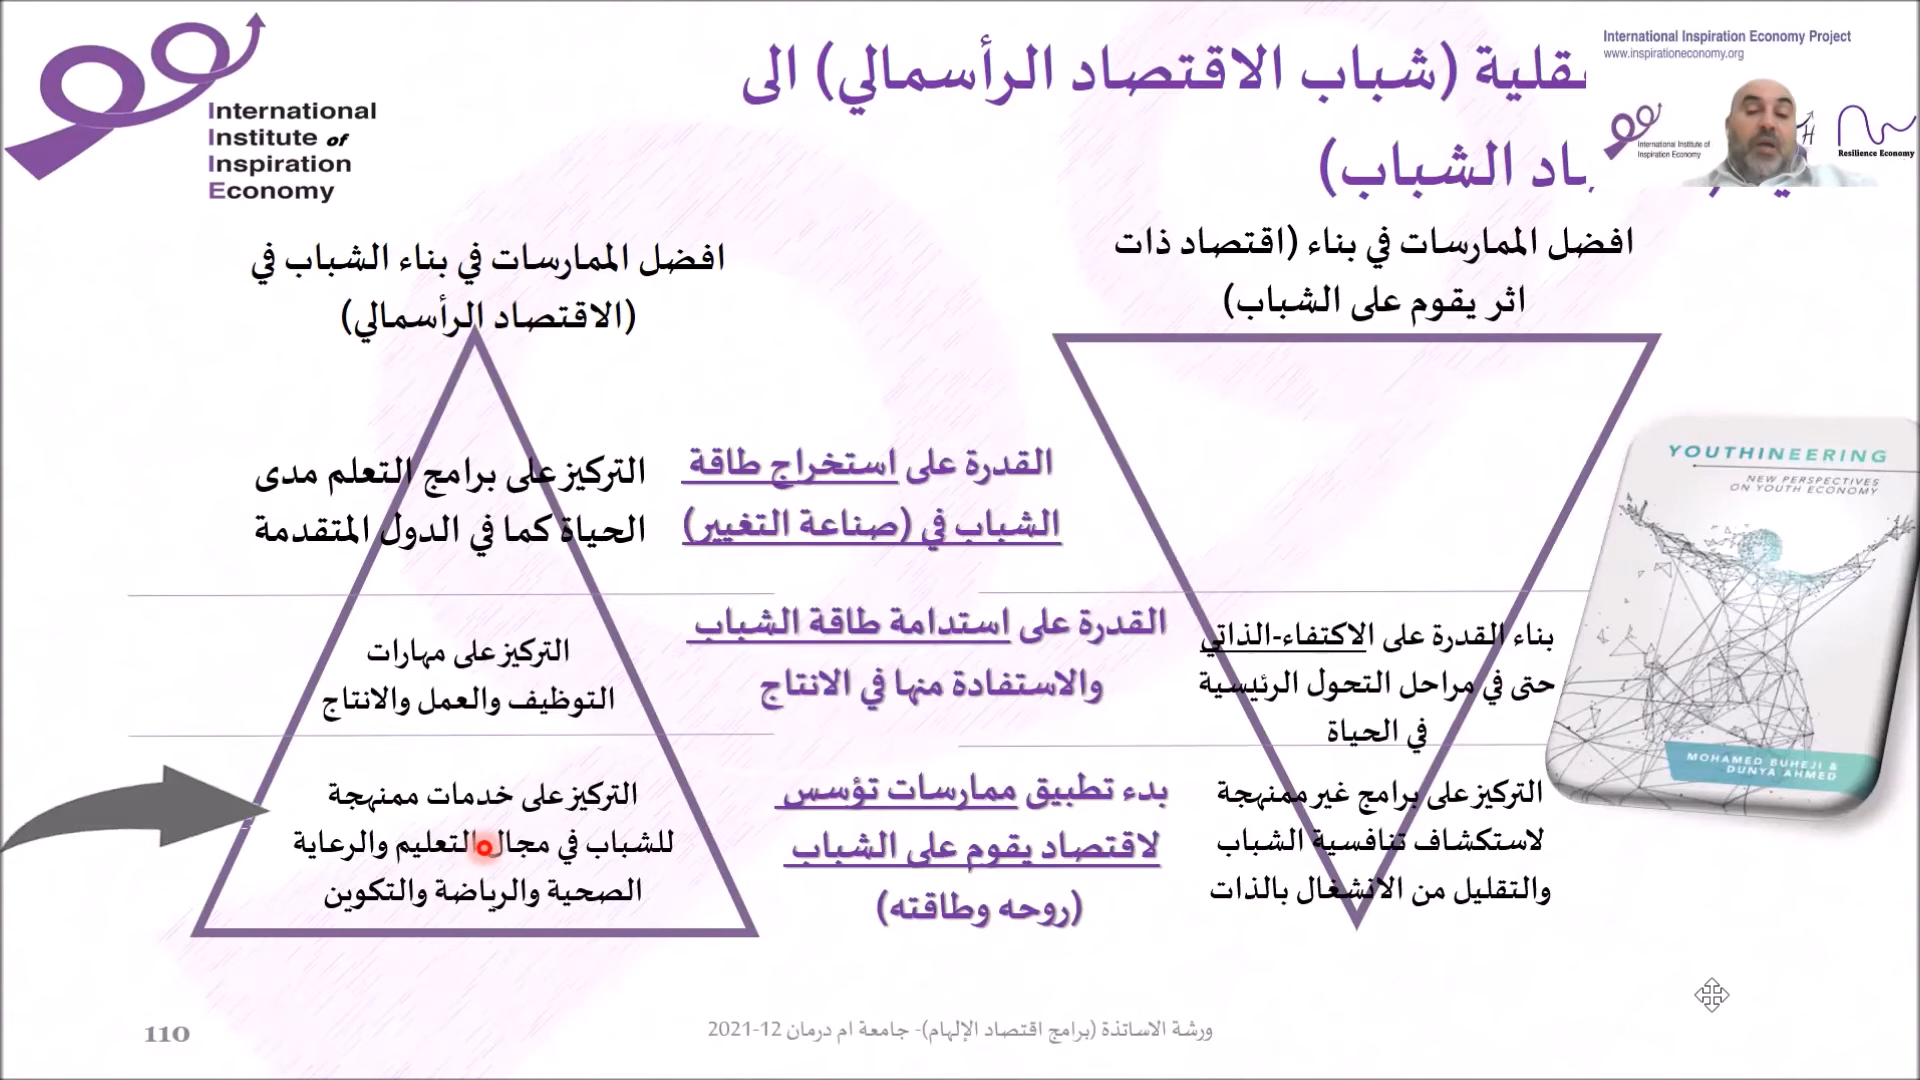 International
Institute of
Inspiration
Economy
(شباب الاقتصاد الرأسمالي) الى
الشباب)
International Inspiration Economy Project
www.inspirationeconomy.org
International Institute of
Inspiration Economy
Resilience Economy
افضل الممارسات في بناء (اقتصاد ذات
اثر يقوم على الشباب)
افضل الممارسات في بناء الشباب في
(الاقتصاد الرأسمالي)
القدرة على استخراج طاقة
الشباب في (صناعة التغيير)
التركيز على برامج التعلم مدى
الحياة كما في الدول المتقدمة
بناء القدرة على الاكتفاء-الذاتي
حتى في مراحل التحول الرئيسية
في الحياة
القدرة على استدامة طاقة الشباب
والاستفادة منها في الانتاج
التركيز على مهارات
التوظيف والعمل والانتاج
التركيز على برامج غير ممنهجة
لاستكشاف تنافسية الشباب
والتقليل من الانشغال بالذات
بدء تطبيق ممارسات تؤسس
لاقتصاد يقوم على الشباب
(روحه وطاقته)
التركيز على خدمات ممنهجة
للشباب في مجال التعليم والرعاية
الصحية والرياضة والتكوين
YOUTHINEERING
NEW PERSPECTIVES
ON YOUTH ECONOMY
MOHAMED BUHEJI &
DUNYA AHMED
ورشة الاساتذة (برامج اقتصاد الإلهام)- جامعة ام درمان 12-2021
110